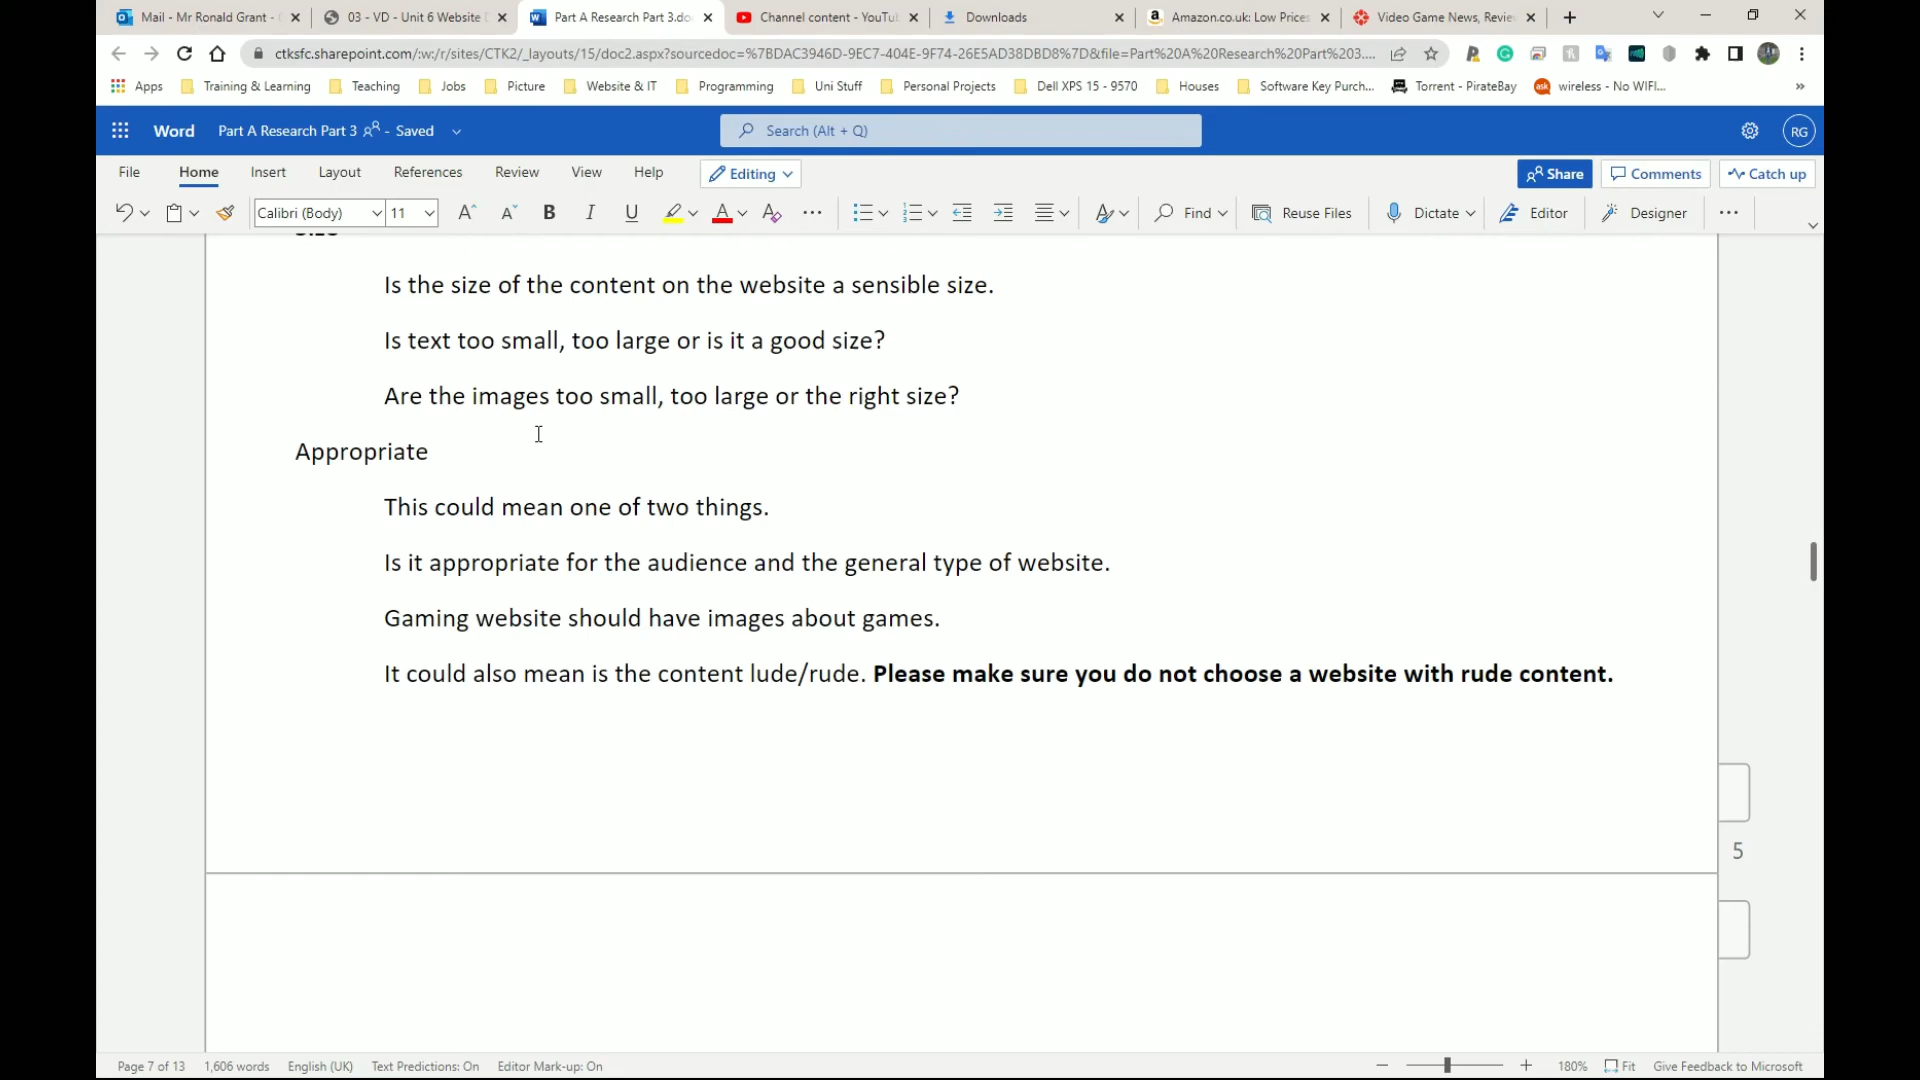 Mail - Mr Ronald Grant -
03 - VD - Unit 6 Website
Part A Research Part 3.do
Channel content - YouTu
Downloads
Amazon.co.uk: Low Prices
Video Game News, Revie
ctksfc.sharepoint.com/:w:/r/sites/CTK2/_layouts/15/doc2.aspx?sourcedoc=%7BDAC3946D-9EC7-404E-9F74-26E5AD38DBD8%7D&file=Part%20A%20Research%20Part%203....
Apps
Training & Learning
Teaching
Jobs
Picture
Website & IT
Programming
Uni Stuff
Personal Projects
Dell XPS 15 - 9570
Houses
Software Key Purch...
Torrent - PirateBay
ask
wireless - No WIFI...
»
Word
Part A Research Part 3 - Saved
Search (Alt + Q)
RG
File
Home
Insert
Layout
References
Review
View
Help
Editing
Share
Comments
Catch up
Calibri (Body)
11
Find
Reuse Files
Dictate
Editor
Designer
Is the size of the content on the website a sensible size.
Is text too small, too large or is it a good size?
Are the images too small, too large or the right size?
Appropriate
This could mean one of two things.
Is it appropriate for the audience and the general type of website.
Gaming website should have images about games.
It could also mean is the content lude/rude. Please make sure you do not choose a website with rude content.
5
Page 7 of 13
1,606 words
English (UK)
Text Predictions: On
Editor Mark-up: On
180%
Fit
Give Feedback to Microsoft